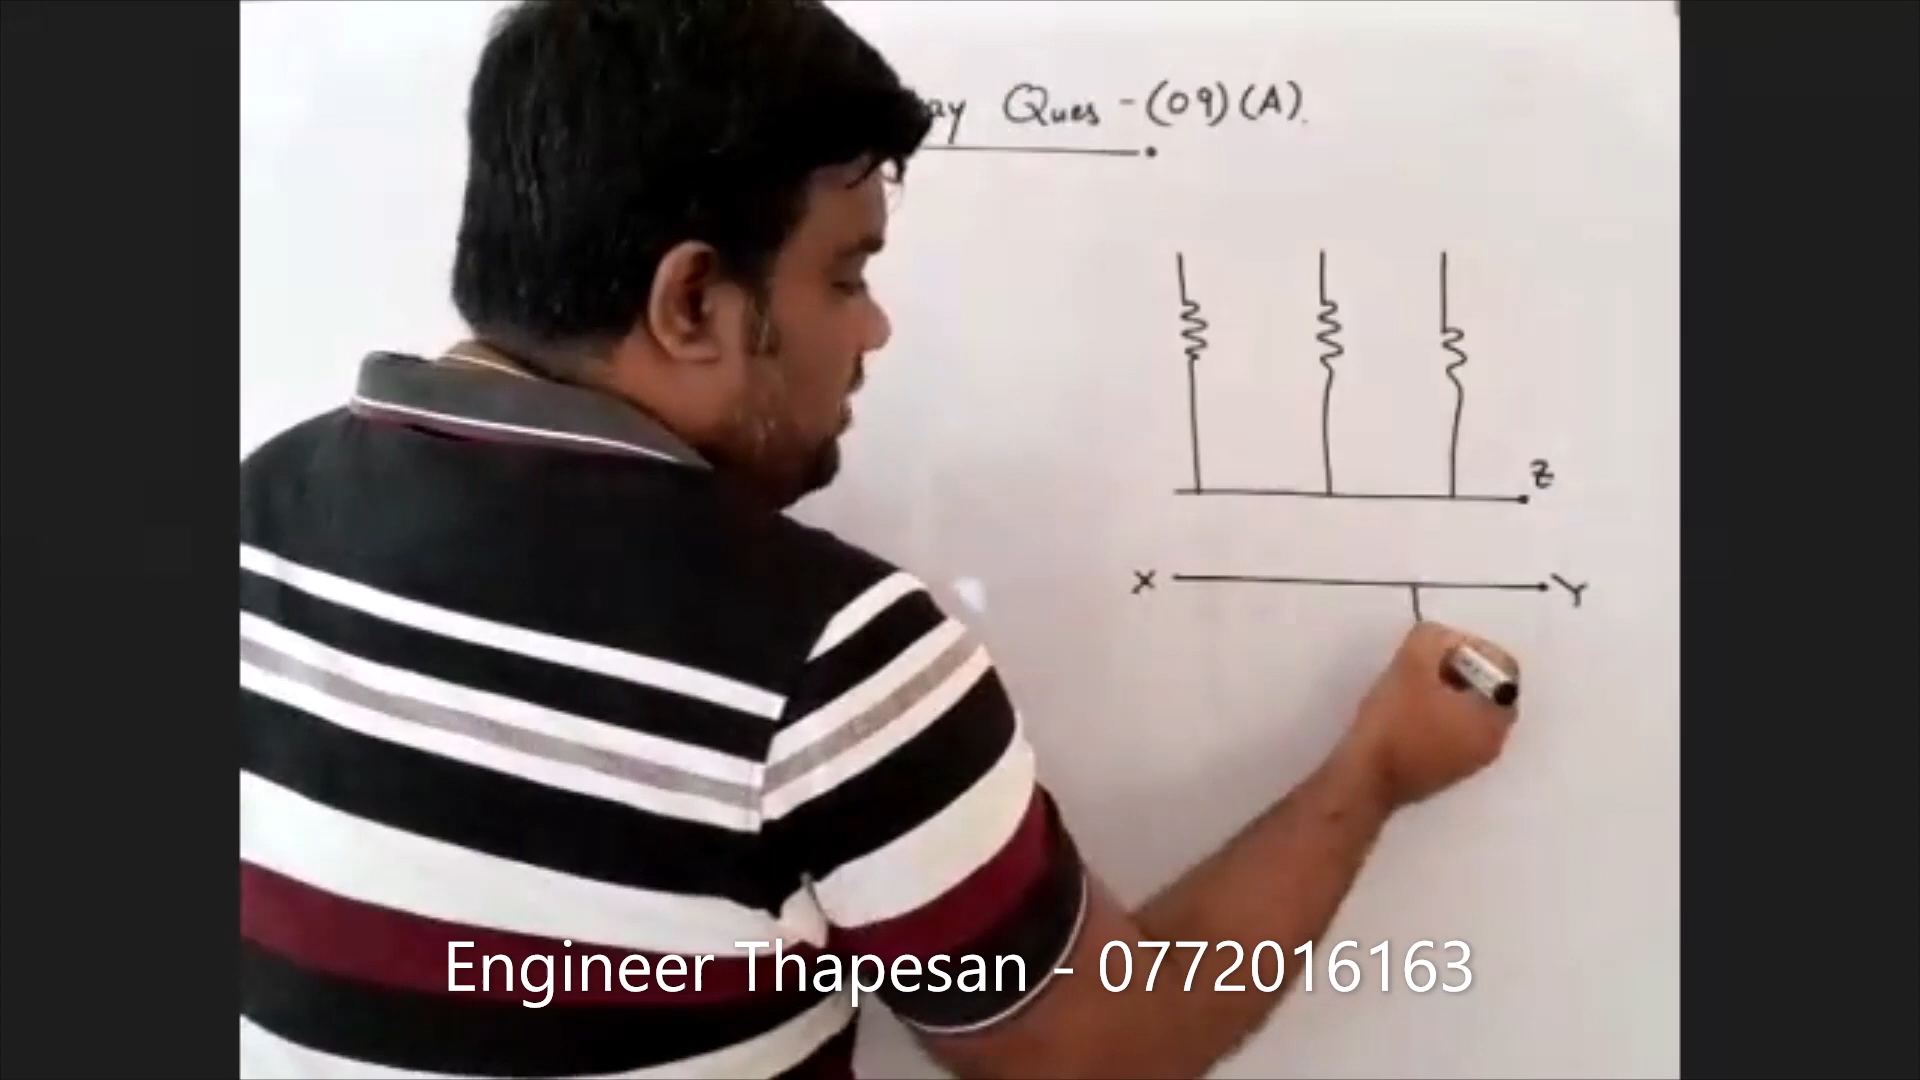 Ques - (09) (A).
Z
X Y
Engineer Thapesan - 0772016163